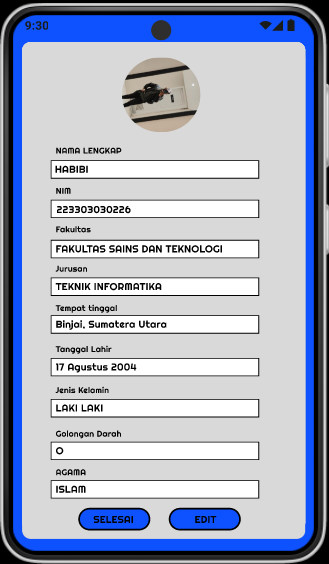 9:30
NAMA LENGKAP
HABIBI
NIM
223303030226
Fakultas
FAKULTAS SAINS DAN TEKNOLOGI
Jurusan
TEKNIK INFORMATIKA
Tempat tinggal
Binjai, Sumatera Utara
Tanggal Lahir
17 Agustus 2004
Jenis Kelamin
LAKI LAKI
Golongan Darah
O
AGAMA
ISLAM
SELESAI EDIT